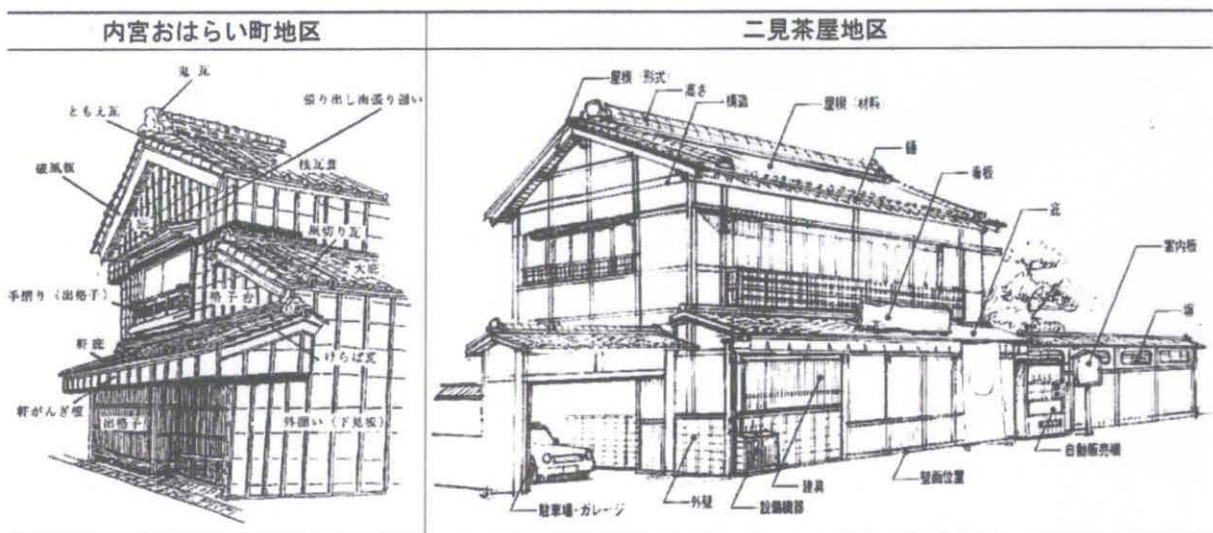 内宮おはらい町地区
鬼瓦
ともえ瓦
張り出し南張り囲い
破風板
桟瓦葺
風切り瓦
大庇
手摺り（出格子）
格子台
軒庇
けらば瓦
軒がんぎ板
出格子
外囲い（下見板）
二見茶屋地区
屋根（形式）
高さ
構造
屋根（材料）
樋
看板
庇
案内板
塀
自動販売機
壁面位置
建具
設備機器
外壁
駐車場・ガレージ